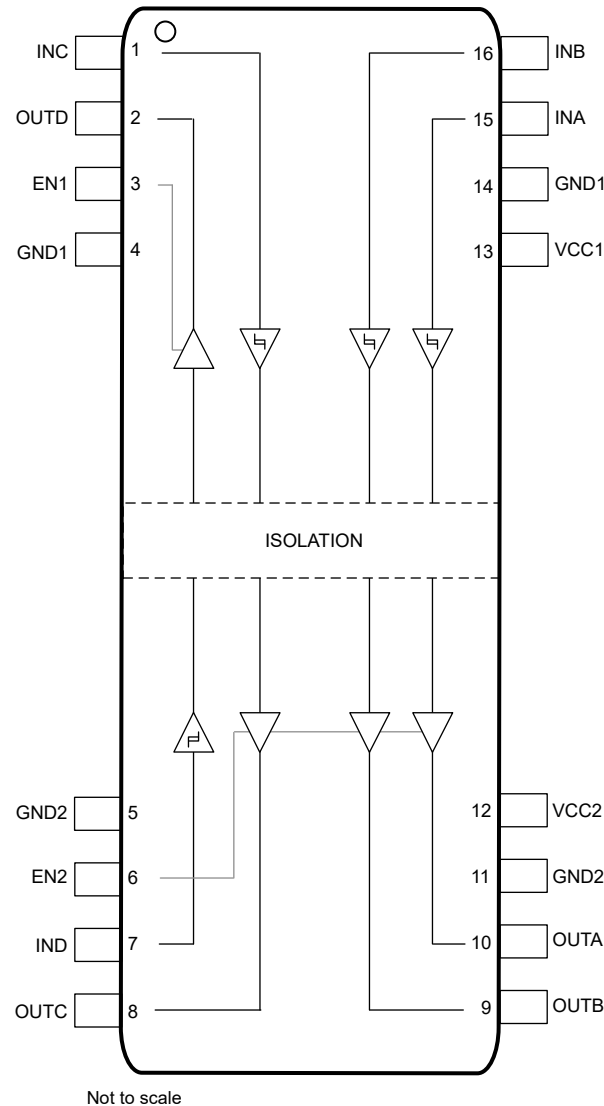 INC 1 16 INB
OUTD 2 15 INA
EN1 3 14 GND1
GND1 4 13 VCC1
ISOLATION
GND2 5 12 VCC2
EN2 6 11 GND2
IND 7 10 OUTA
OUTC 8 9 OUTB
Not to scale